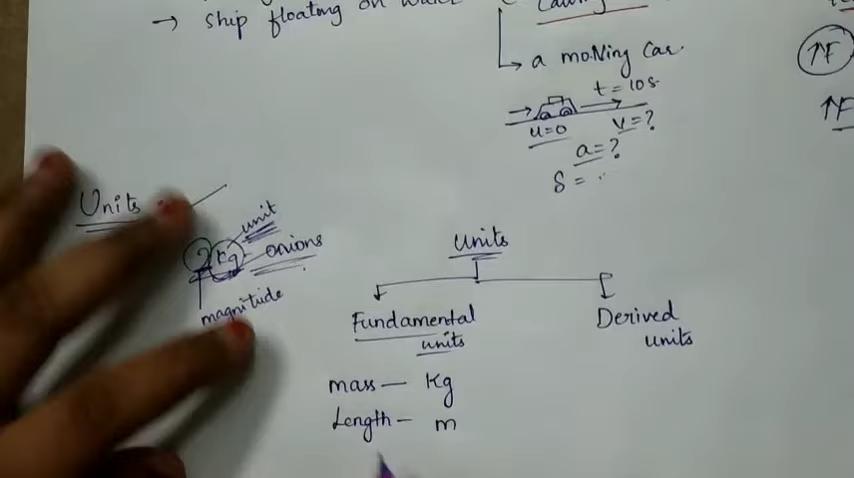 → ship floating on water
→ a moving car.
t = 10s
u=0
v=?
a=?
S =
↑F
↑F
Units
unit
2 kg - onions
magnitude
units
Fundamental
units
Derived
units
mass — kg
Length — m